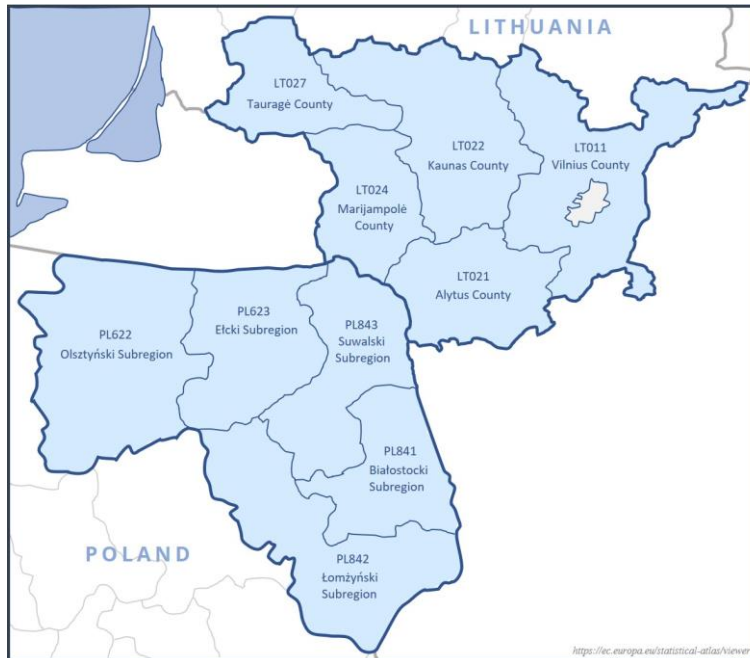 LITHUANIA
LT027
Tauragė County
LT022
Kaunas County
LT011
Vilnius County
LT024
Marijampolė
County
LT021
Alytus County
PL622
Olsztyński Subregion
PL623
Ełcki Subregion
PL843
Suwalski
Subregion
PL841
Białostocki
Subregion
POLAND
PL842
Łomżyński
Subregion
https://ec.europa.eu/statistical-atlas/viewer